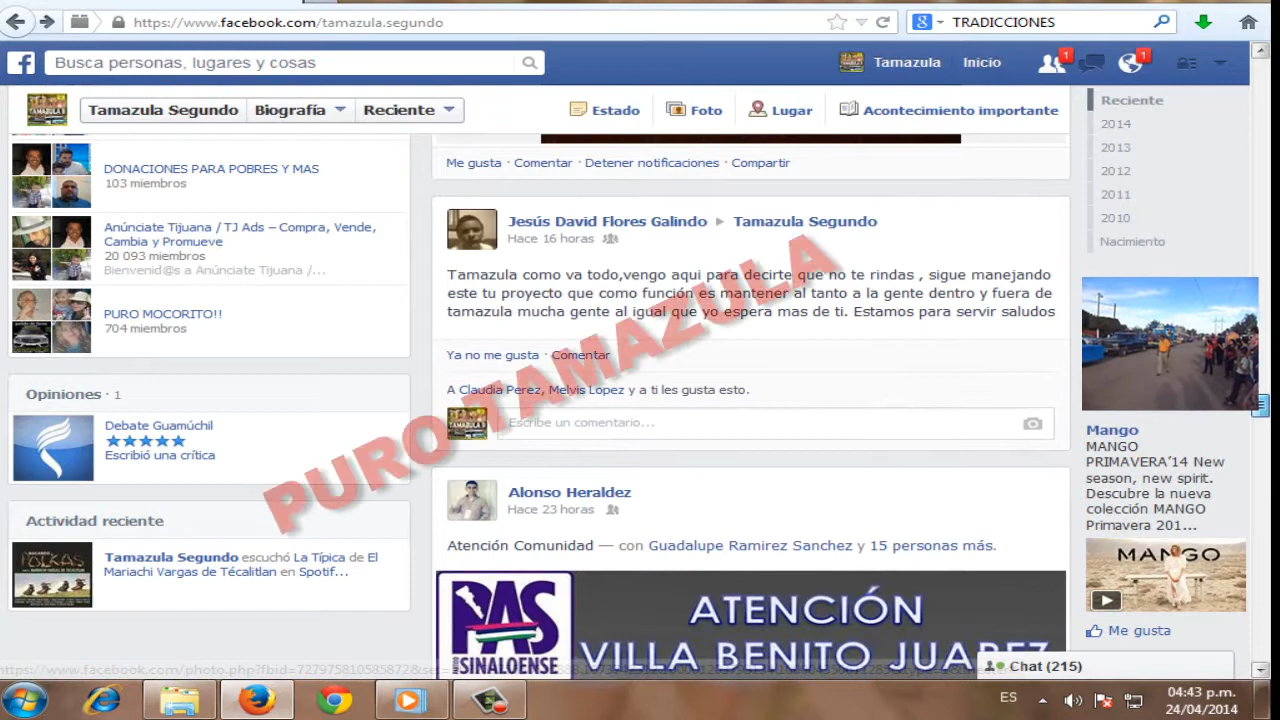 https://www.facebook.com/tamazula.segundo
TRADICCIONES
Busca personas, lugares y cosas
Tamazula
Inicio
1
1
Tamazula Segundo
Biografía
Reciente
Estado
Foto
Lugar
Acontecimiento importante
DONACIONES PARA POBRES Y MAS
103 miembros
Anúnciate Tijuana / TJ Ads – Compra, Vende,
Cambia y Promueve
20 093 miembros
Bienvenid@s a Anúnciate Tijuana /...
PURO MOCORITO!!
704 miembros
Opiniones · 1
Debate Guamúchil
Escribió una crítica
Actividad reciente
Tamazula Segundo escuchó La Típica de El
Mariachi Vargas de Técalitlan en Spotif...
Me gusta · Comentar · Detener notificaciones · Compartir
Jesús David Flores Galindo ▸ Tamazula Segundo
Hace 16 horas
Tamazula como va todo,vengo aqui para decirte que no te rindas , sigue manejando
este tu proyecto que como función es mantener al tanto a la gente dentro y fuera de
tamazula mucha gente al igual que yo espera mas de ti. Estamos para servir saludos
Ya no me gusta · Comentar
A Claudia Perez, Melvis Lopez y a ti les gusta esto.
Escribe un comentario...
PURO TAMAZULA
Alonso Heraldez
Hace 23 horas
Atención Comunidad — con Guadalupe Ramirez Sanchez y 15 personas más.
PAS
SINALOENSE
ATENCIÓN
VILLA BENITO JUAREZ
Reciente
2014
2013
2012
2011
2010
Nacimiento
Mango
MANGO
PRIMAVERA'14 New
season, new spirit.
Descubre la nueva
colección MANGO
Primavera 201...
MANGO
Me gusta
Chat (215)
ES
04:43 p.m.
24/04/2014